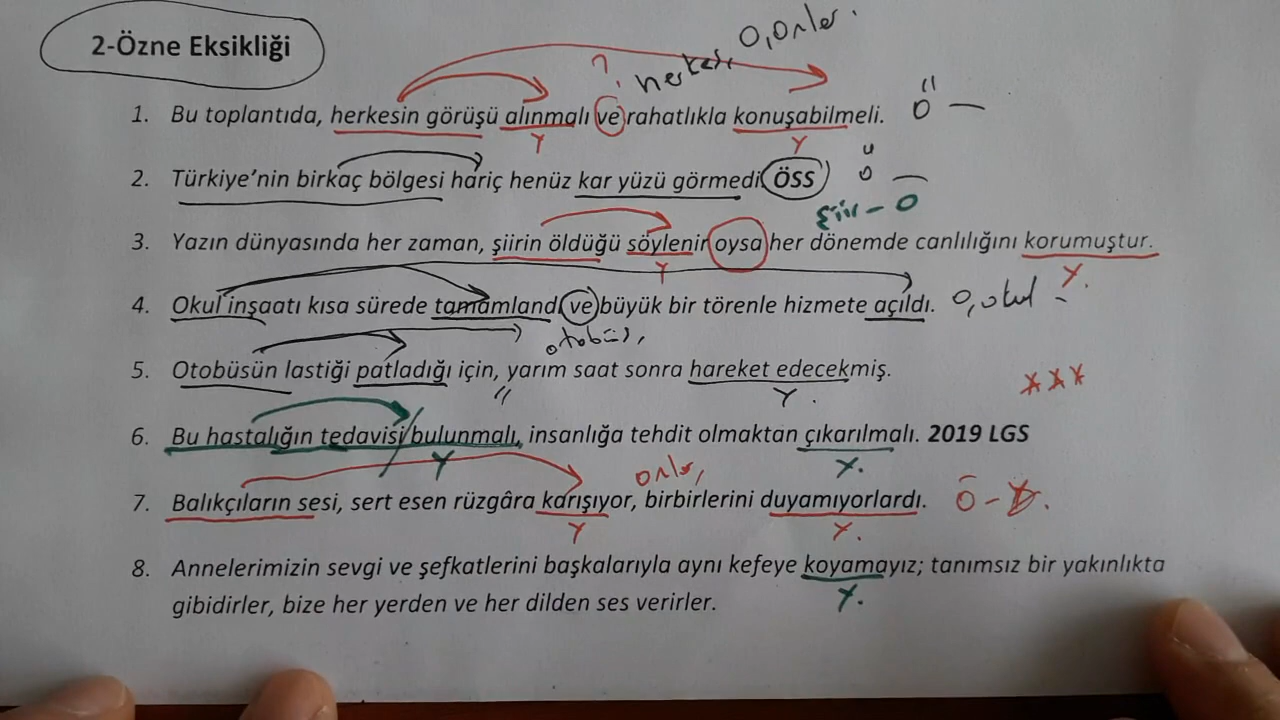 2-Özne Eksikliği
herkes, O, Onlar.
1. Bu toplantıda, herkesin görüşü alınmalı ve rahatlıkla konuşabilmeli.
2. Türkiye'nin birkaç bölgesi hariç henüz kar yüzü görmedi. ÖSS
şiir - O
3. Yazın dünyasında her zaman, şiirin öldüğü söylenir oysa her dönemde canlılığını korumuştur.
Y Y.
4. Okul inşaatı kısa sürede tamamlandı ve büyük bir törenle hizmete açıldı. O, okul
otobüs,
5. Otobüsün lastiği patladığı için, yarım saat sonra hareket edecekmiş.
Y.
6. Bu hastalığın tedavisi bulunmalı, insanlığa tehdit olmaktan çıkarılmalı. 2019 LGS
Y Y.
onlar,
7. Balıkçıların sesi, sert esen rüzgâra karışıyor, birbirlerini duyamıyorlardı.
Y Y.
8. Annelerimizin sevgi ve şefkatlerini başkalarıyla aynı kefeye koyamayız; tanımsız bir yakınlıkta
Y.
gibidirler, bize her yerden ve her dilden ses verirler.